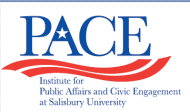 PACE
Institute for
Public Affairs and Civic Engagement
at Salisbury University